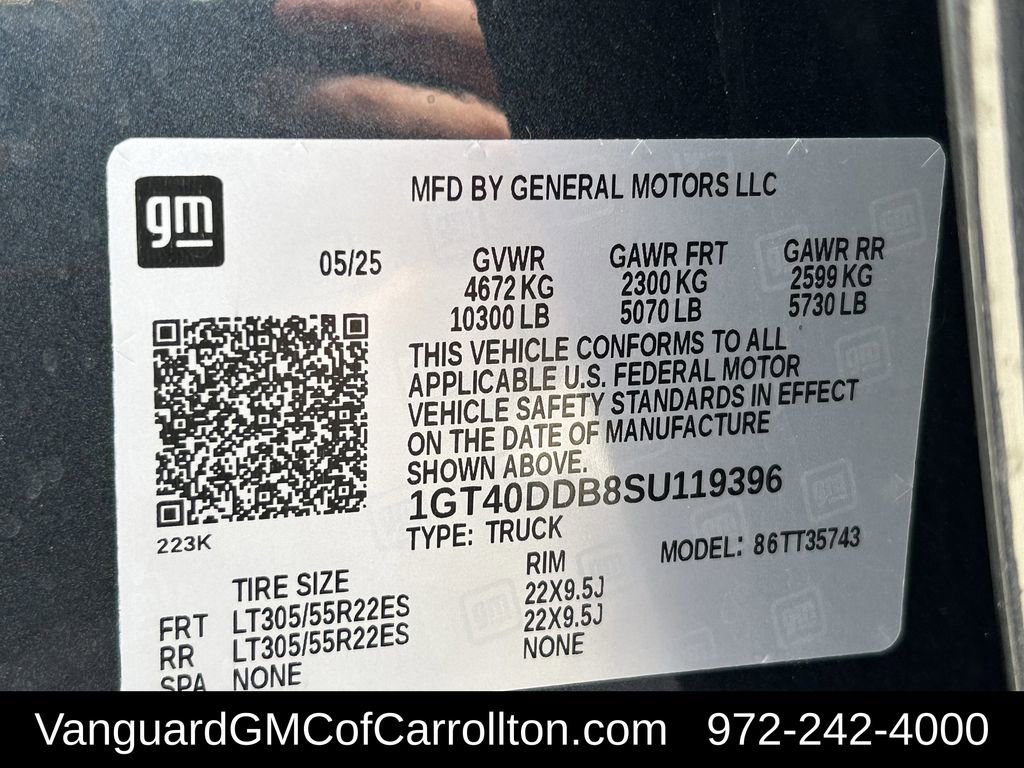 gm
MFD BY GENERAL MOTORS LLC
05/25 GVWR GAWR FRT GAWR RR
4672 KG 2300 KG 2599 KG
10300 LB 5070 LB 5730 LB
THIS VEHICLE CONFORMS TO ALL
APPLICABLE U.S. FEDERAL MOTOR
VEHICLE SAFETY STANDARDS IN EFFECT
ON THE DATE OF MANUFACTURE
SHOWN ABOVE.
1GT40DDB8SU119396
223K
TYPE: TRUCK MODEL: 86TT35743
TIRE SIZE RIM
FRT LT305/55R22ES 22X9.5J
RR LT305/55R22ES 22X9.5J
SPA NONE NONE
VanguardGMCofCarrollton.com 972-242-4000